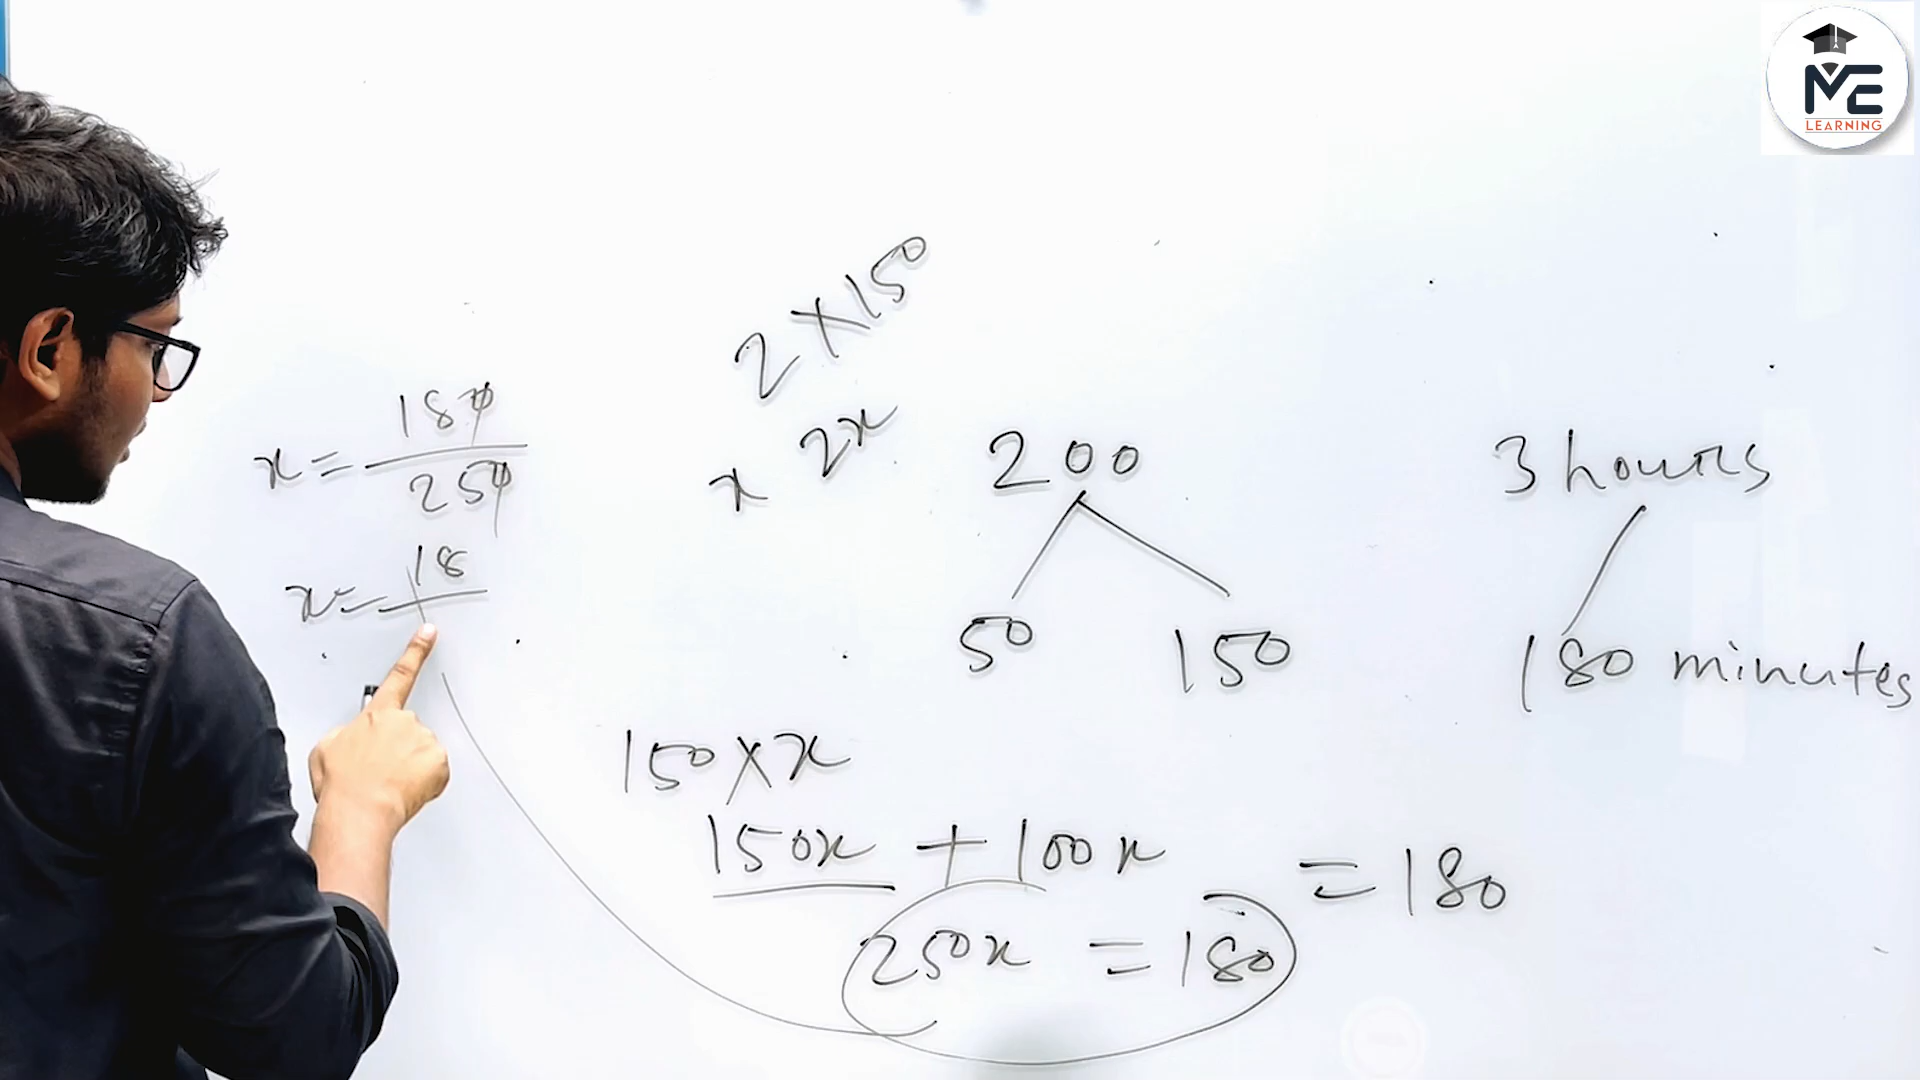 ME
LEARNING
2 X 150
x 2x
200
50 150
3 hours
180 minutes
x = 180
250
x = 18
150 X x
150x + 100x = 180
250x = 180